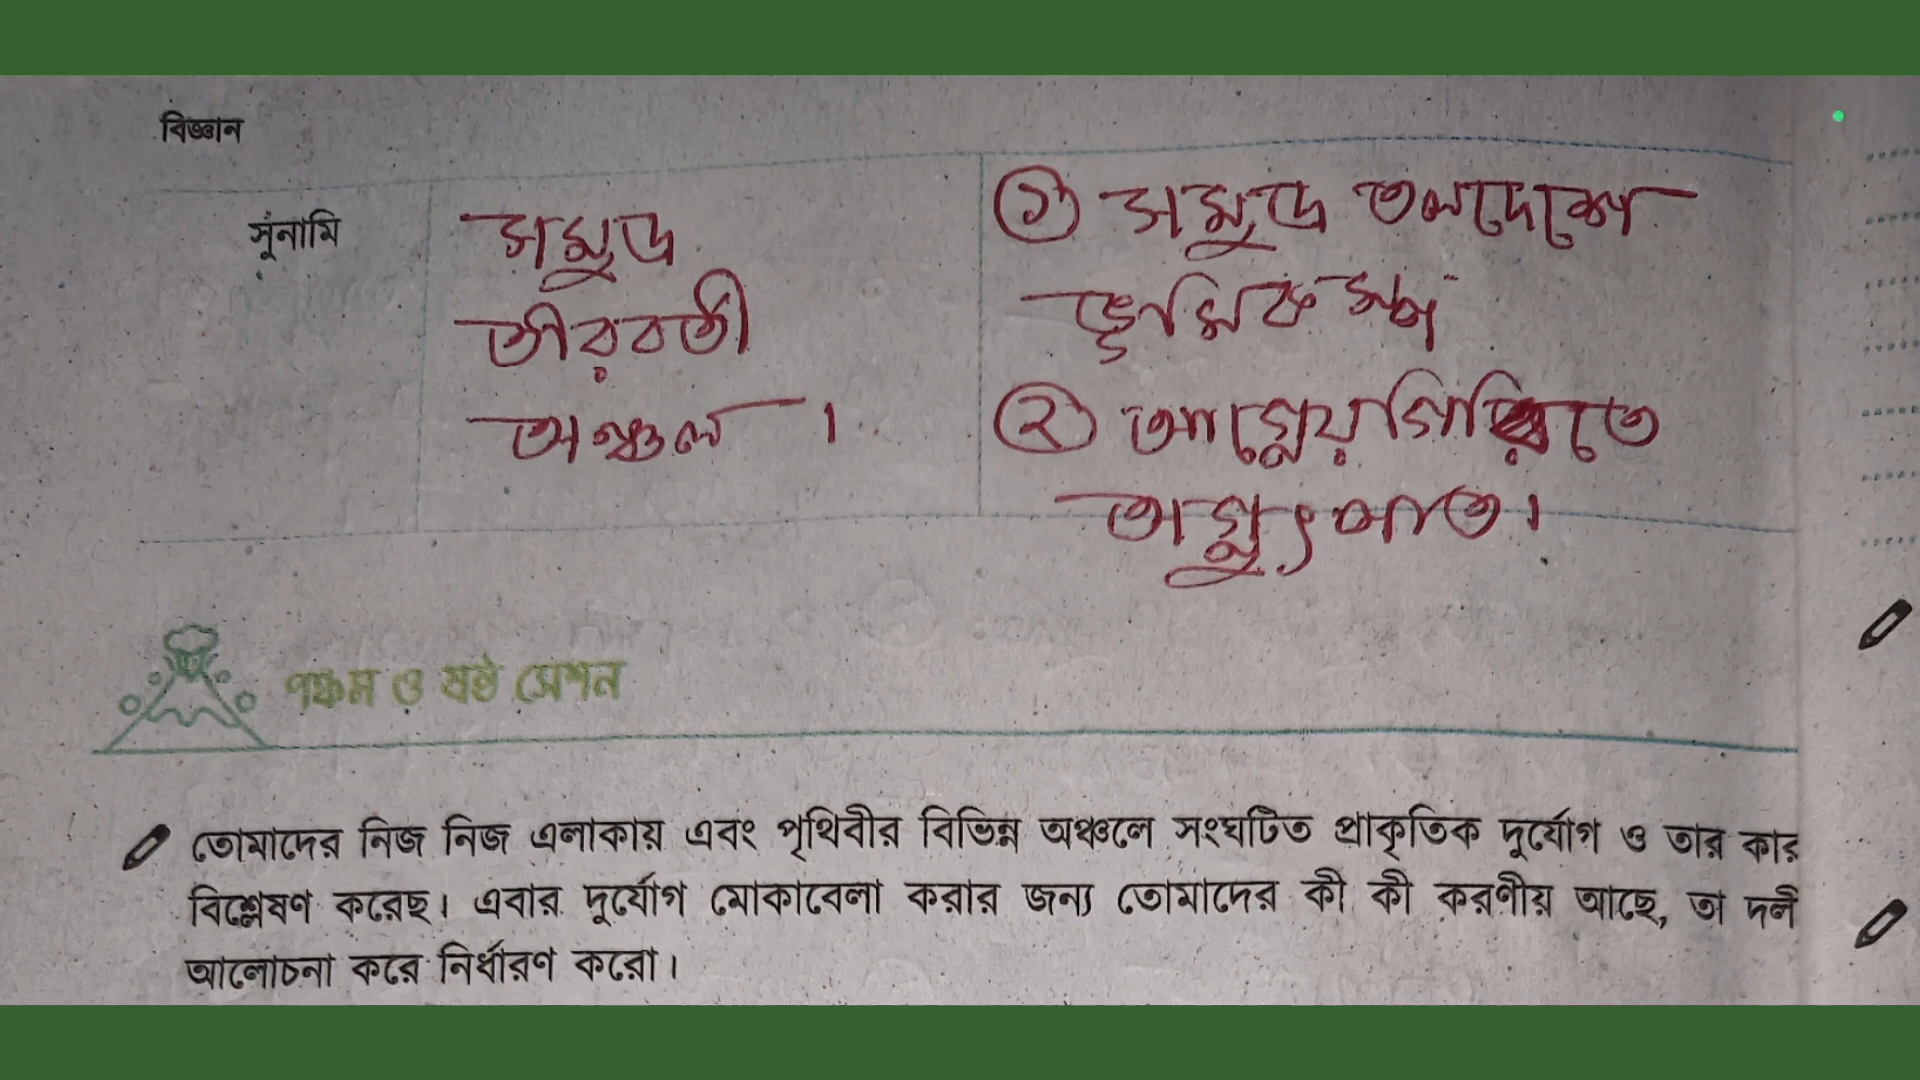 বিজ্ঞান
সুনামি
সমুদ্র
তীরবর্তী
অঞ্চল।
① সমুদ্র তলদেশে
ভূমিকম্প
② আগ্নেয়গিরিতে
অগ্ন্যুৎপাত।
পঞ্চম ও ষষ্ঠ সেশন
তোমাদের নিজ নিজ এলাকায় এবং পৃথিবীর বিভিন্ন অঞ্চলে সংঘটিত প্রাকৃতিক দুর্যোগ ও তার কার
বিশ্লেষণ করেছ। এবার দুর্যোগ মোকাবেলা করার জন্য তোমাদের কী কী করণীয় আছে, তা দলী
আলোচনা করে নির্ধারণ করো।